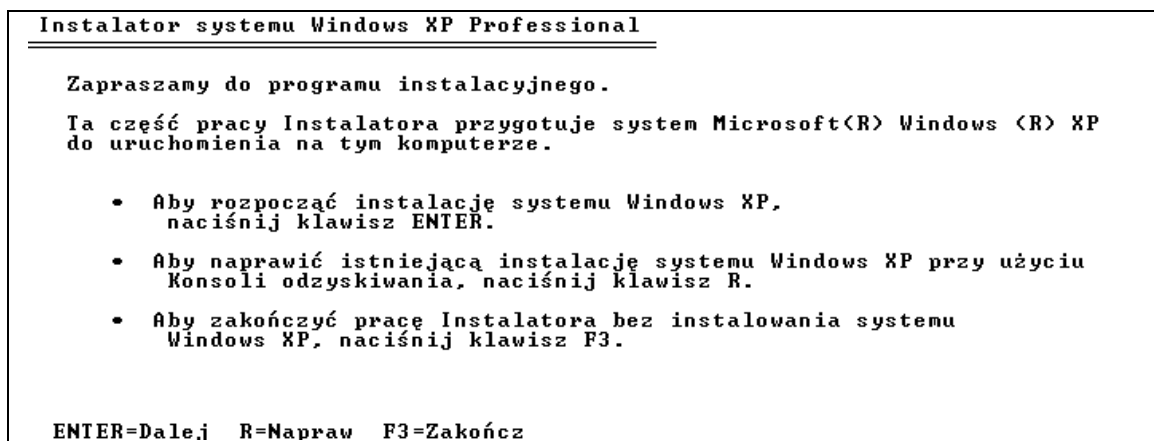 Instalator systemu Windows XP Professional
Zapraszamy do programu instalacyjnego.
Ta część pracy Instalatora przygotuje system Microsoft(R) Windows (R) XP
do uruchomienia na tym komputerze.
• Aby rozpocząć instalację systemu Windows XP,
naciśnij klawisz ENTER.
• Aby naprawić istniejącą instalację systemu Windows XP przy użyciu
Konsoli odzyskiwania, naciśnij klawisz R.
• Aby zakończyć pracę Instalatora bez instalowania systemu
Windows XP, naciśnij klawisz F3.
ENTER=Dalej R=Napraw F3=Zakończ